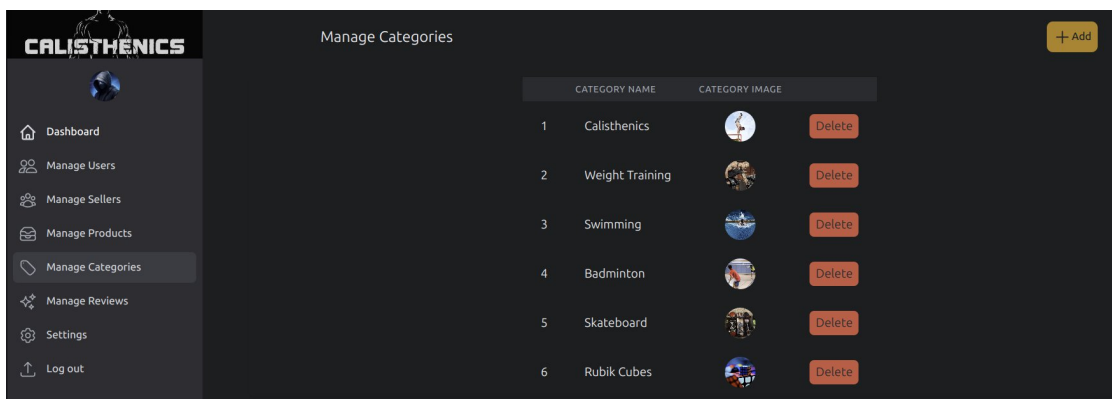 CALISTHENICS
Manage Categories
+ Add
CATEGORY NAME CATEGORY IMAGE
1 Calisthenics Delete
2 Weight Training Delete
3 Swimming Delete
4 Badminton Delete
5 Skateboard Delete
6 Rubik Cubes Delete
Dashboard
Manage Users
Manage Sellers
Manage Products
Manage Categories
Manage Reviews
Settings
Log out